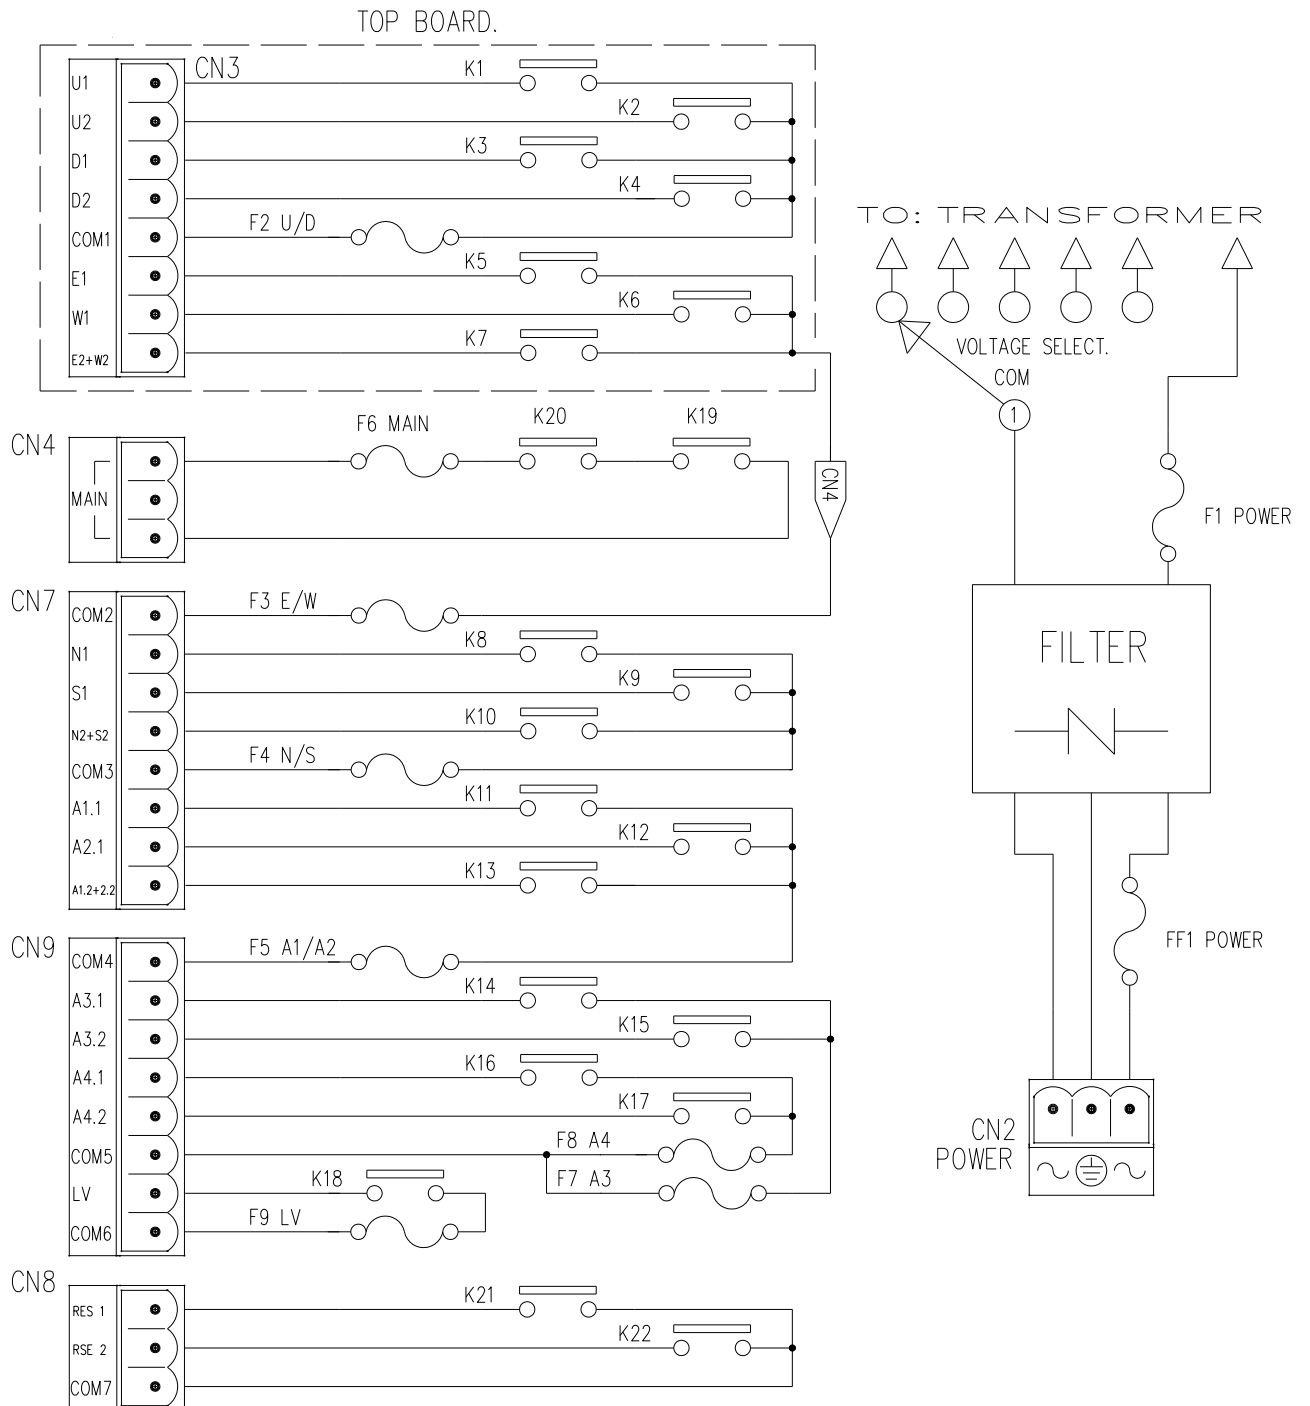 TOP BOARD.
CN3
U1
K1
U2
K2
D1
K3
D2
K4
COM1
F2 U/D
E1
K5
W1
K6
E2+W2
K7
CN4
MAIN
F6 MAIN
K20
K19
CN4
CN7
COM2
F3 E/W
N1
K8
S1
K9
N2+S2
K10
COM3
F4 N/S
A1.1
K11
A2.1
K12
A1.2+2.2
K13
CN9
COM4
F5 A1/A2
A3.1
K14
A3.2
K15
A4.1
K16
A4.2
K17
COM5
F8 A4
F7 A3
LV
K18
COM6
F9 LV
CN8
RES 1
K21
RSE 2
K22
COM7
TO: TRANSFORMER
VOLTAGE SELECT.
COM
1
F1 POWER
FILTER
FF1 POWER
CN2
POWER